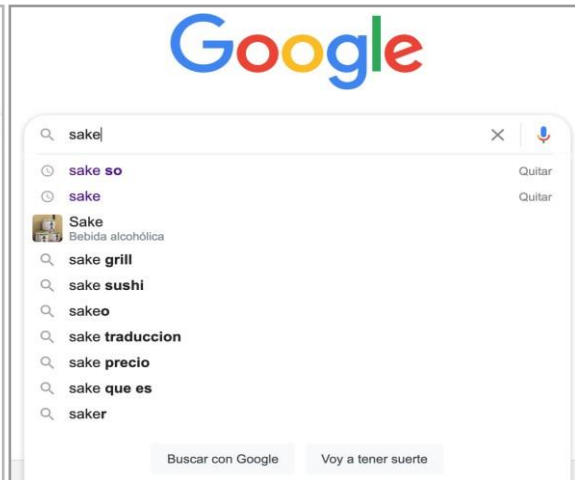 Google
sake
sake so Quitar
sake Quitar
Sake
Bebida alcohólica
sake grill
sake sushi
sakeo
sake traduccion
sake precio
sake que es
saker
Buscar con Google Voy a tener suerte